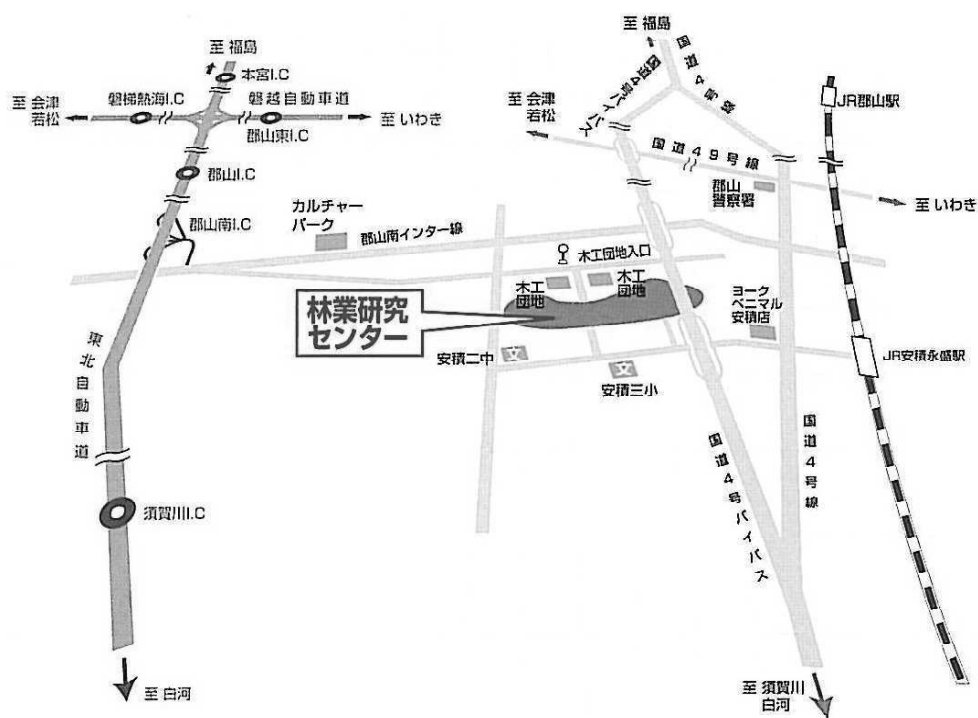 至 福島
本宮I.C
至 会津
若松
磐梯熱海I.C
磐越自動車道
郡山東I.C
至 いわき
郡山I.C
郡山南I.C
カルチャー
パーク
郡山南インター線
林業研究
センター
東北自動車道
須賀川I.C
至 白河
至 福島
国道4号バイパス
国道4号線
至 会津
若松
国道49号線
郡山
警察署
至 いわき
JR郡山駅
木工団地入口
木工
団地
木工
団地
ヨーク
ベニマル
安積店
安積二中
文
文
安積三小
JR安積永盛駅
国道4号バイパス
国道4号線
至 須賀川
白河